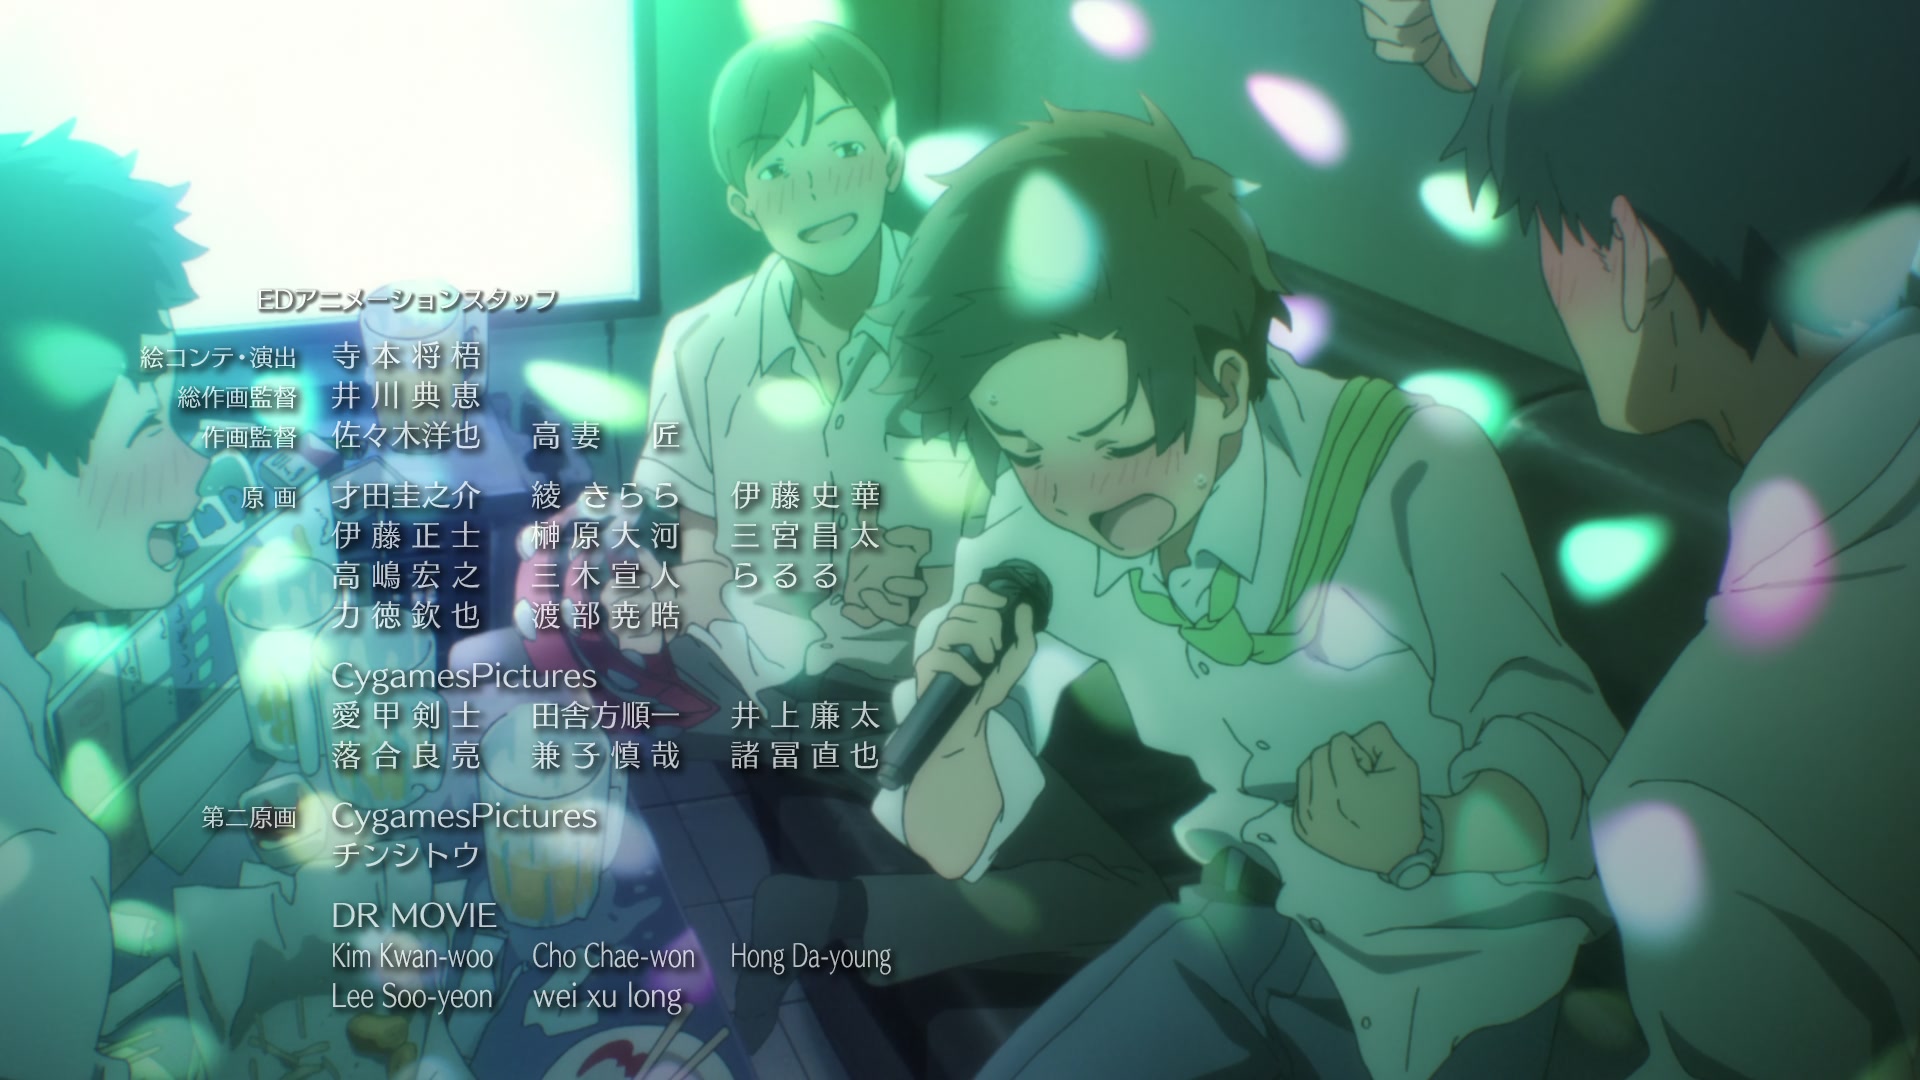 EDアニメーションスタッフ
絵コンテ・演出 寺本将梧
総作画監督 井川典恵
作画監督 佐々木洋也 高妻 匠
原画 才田圭之介 綾 きらら 伊藤史華
伊藤正士 榊原大河 三宮昌太
高嶋宏之 三木宣人 らるる
力徳欽也 渡部尭晧
CygamesPictures
愛甲剣士 田舎方順一 井上廉太
落合良亮 兼子慎哉 諸冨直也
第二原画 CygamesPictures
チンシトウ
DR MOVIE
Kim Kwan-woo Cho Chae-won Hong Da-young
Lee Soo-yeon wei xu long